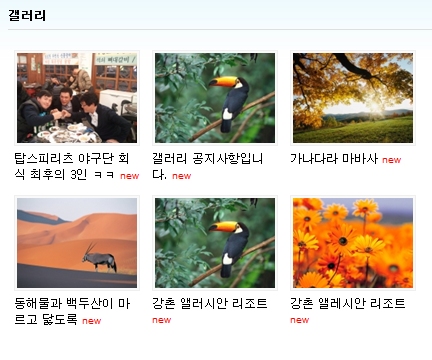 갤러리
탑스피리츠 야구단 회
식 최후의 3인 ㅋㅋ new
갤러리 공지사항입니
다. new
가나다라 마바사 new
동해물과 백두산이 마
르고 닳도록 new
강촌 앨러시안 리조트
new
강촌 앨레시안 리조트
new